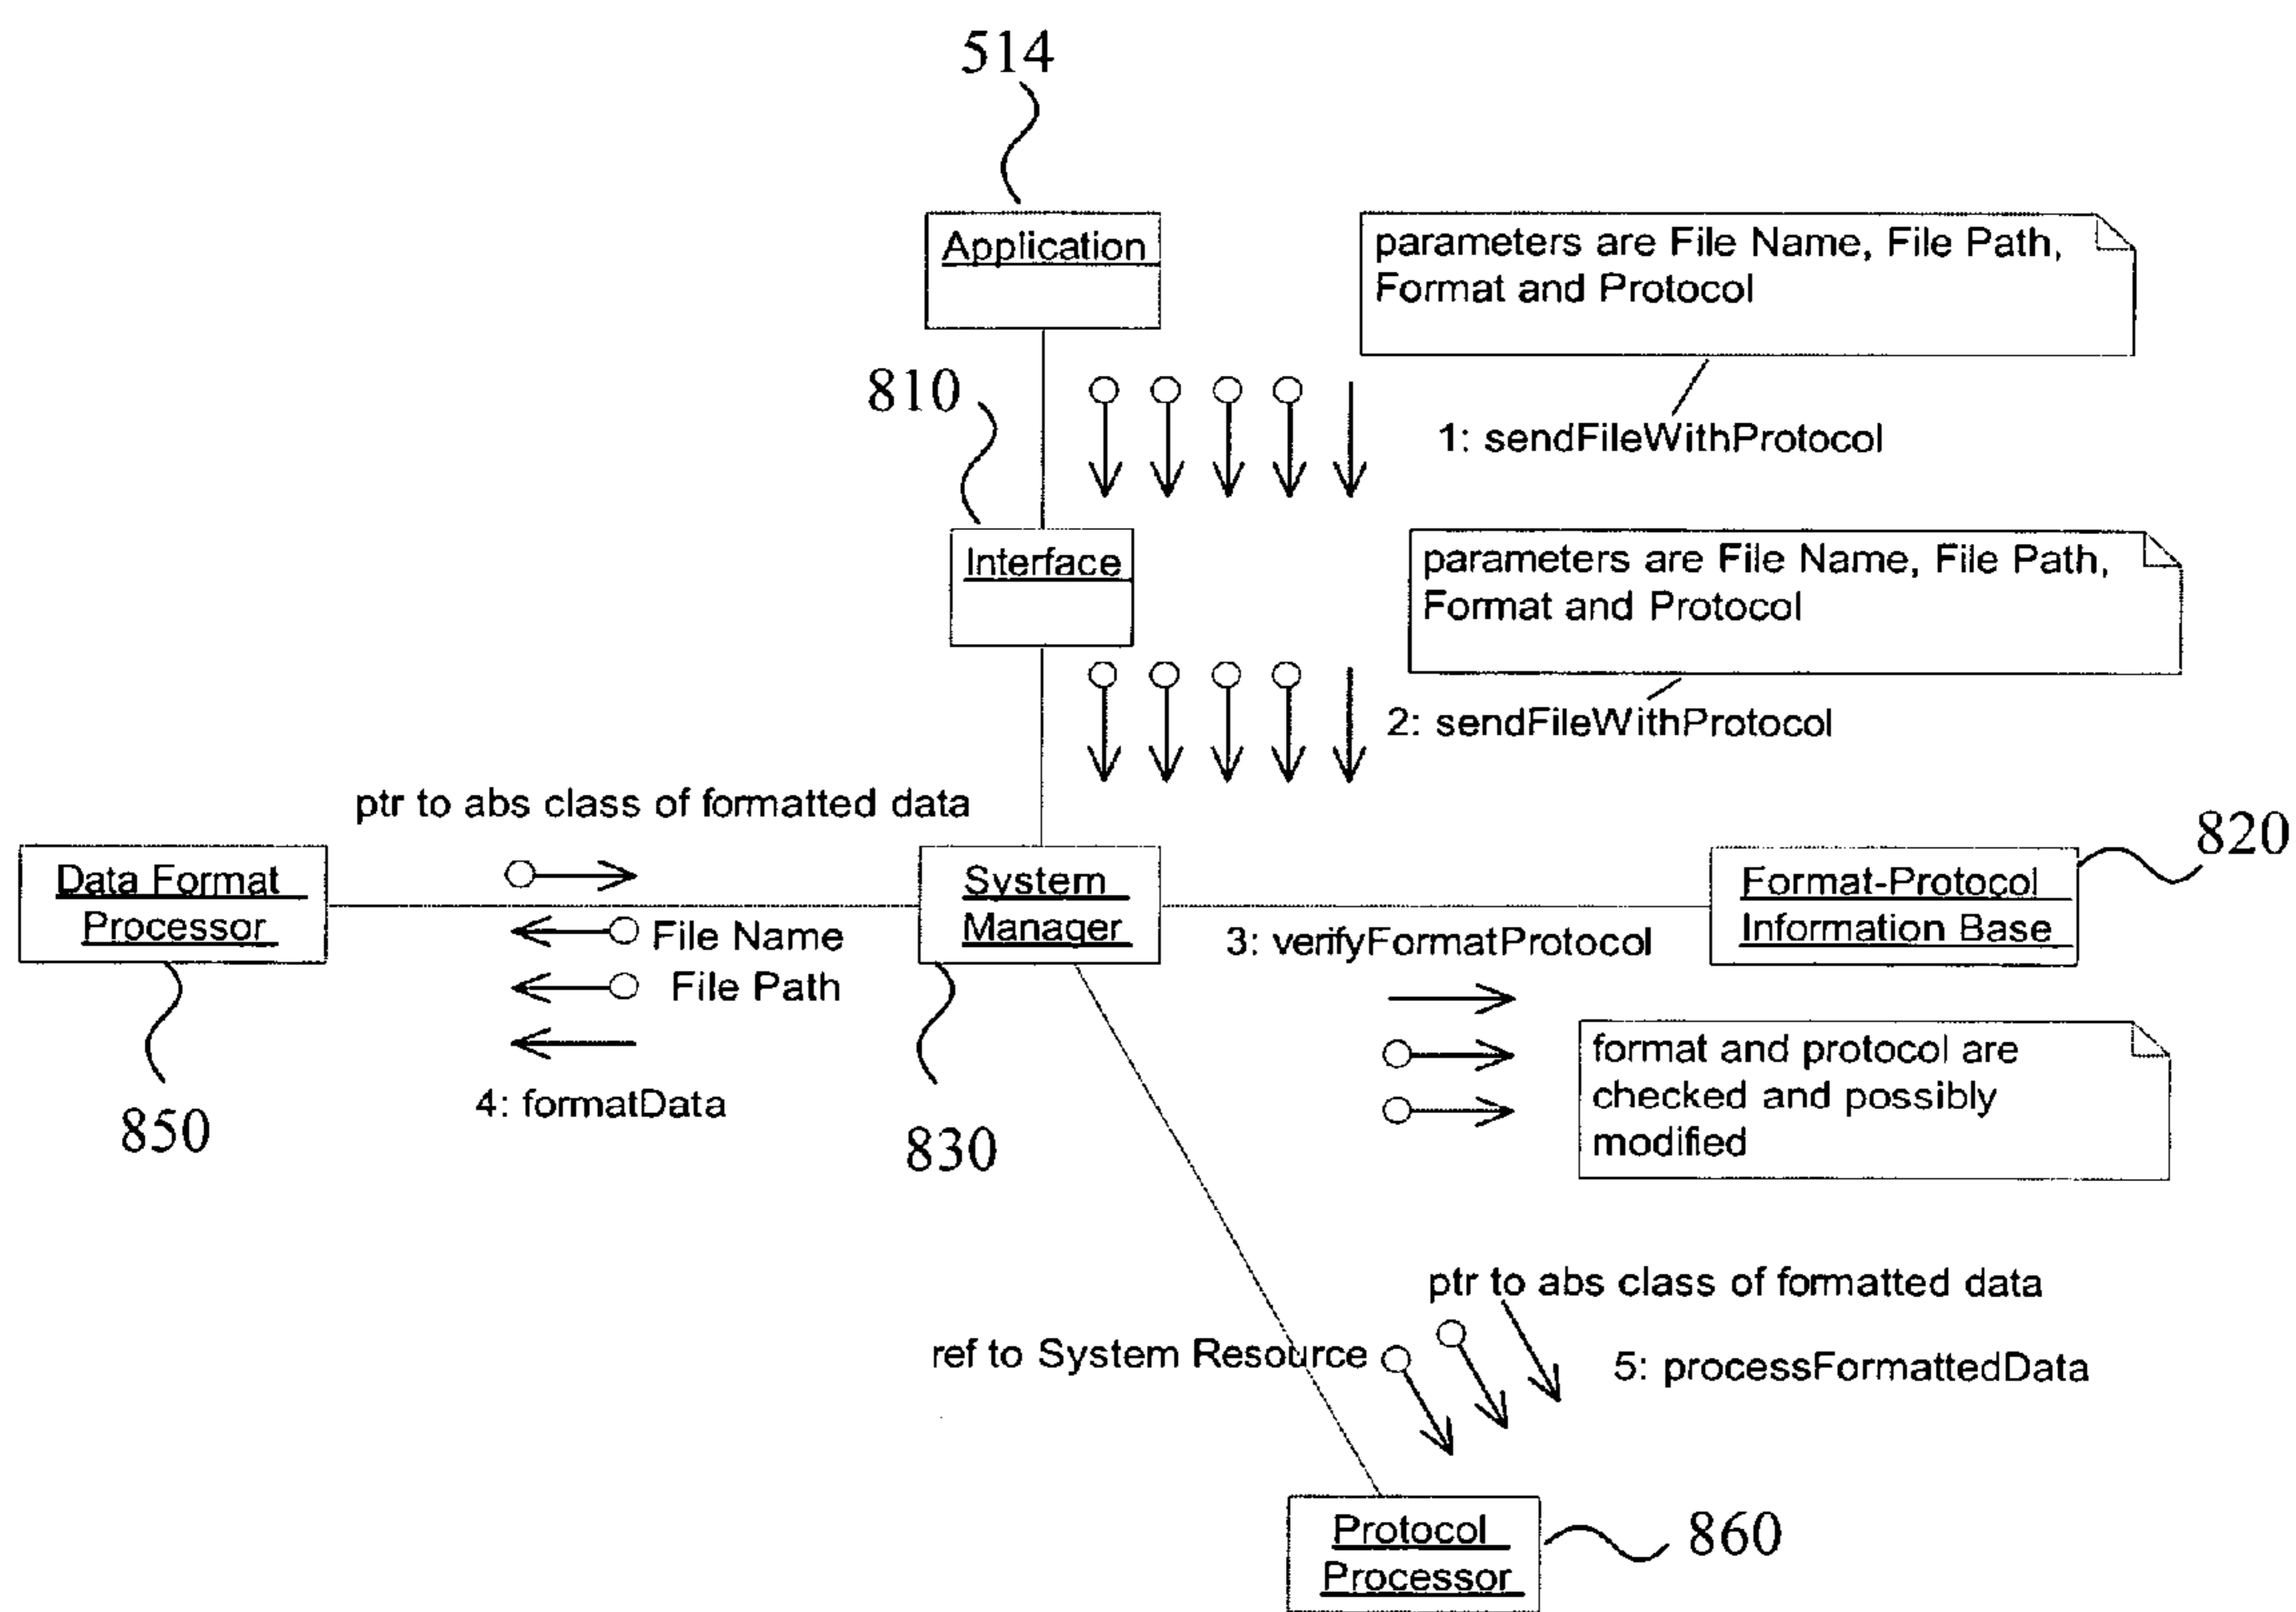 514
Application
parameters are File Name, File Path,
Format and Protocol
810
1: sendFileWithProtocol
Interface
parameters are File Name, File Path,
Format and Protocol
2: sendFileWithProtocol
ptr to abs class of formatted data
820
Data Format
Processor
System
Manager
Format-Protocol
Information Base
File Name
File Path
3: verifyFormatProtocol
4: formatData
format and protocol are
checked and possibly
modified
850
830
ptr to abs class of formatted data
ref to System Resource
5: processFormattedData
Protocol
Processor
860